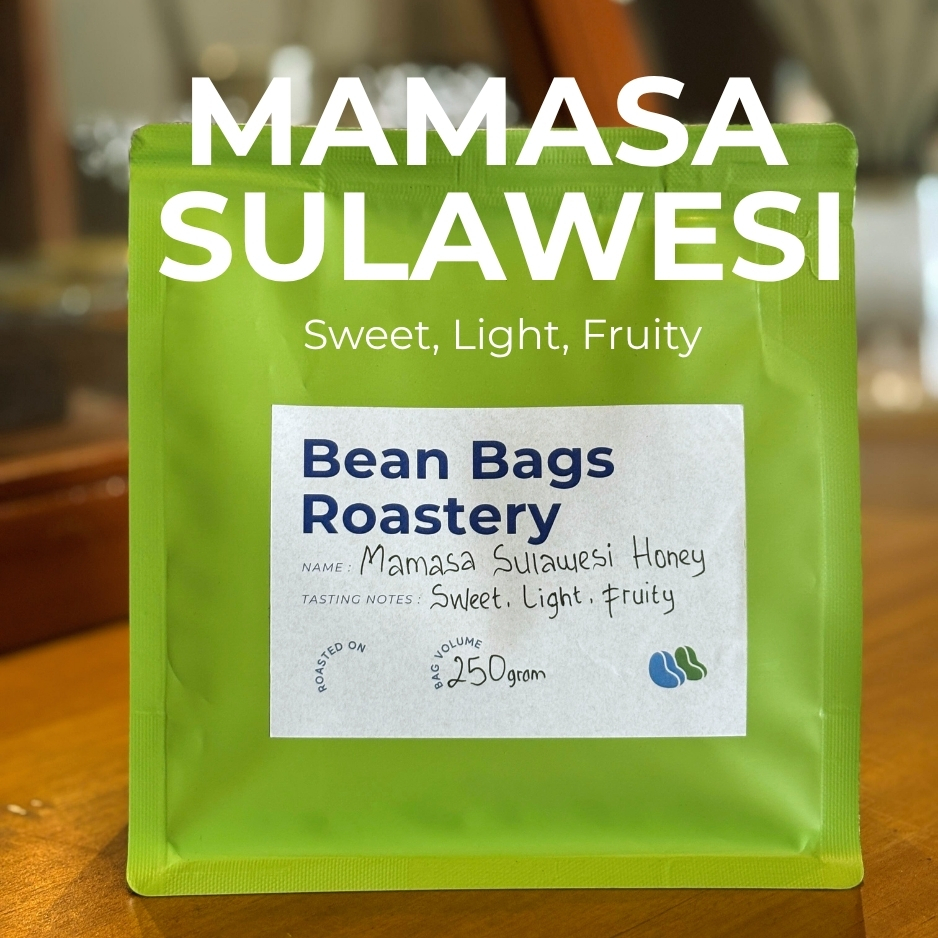 MAMASA
SULAWESI
Sweet, Light, Fruity
Bean Bags
Roastery
NAME : Mamasa Sulawesi Honey
TASTING NOTES : Sweet. Light. Fruity
ROASTED ON
BAG VOLUME
250gram